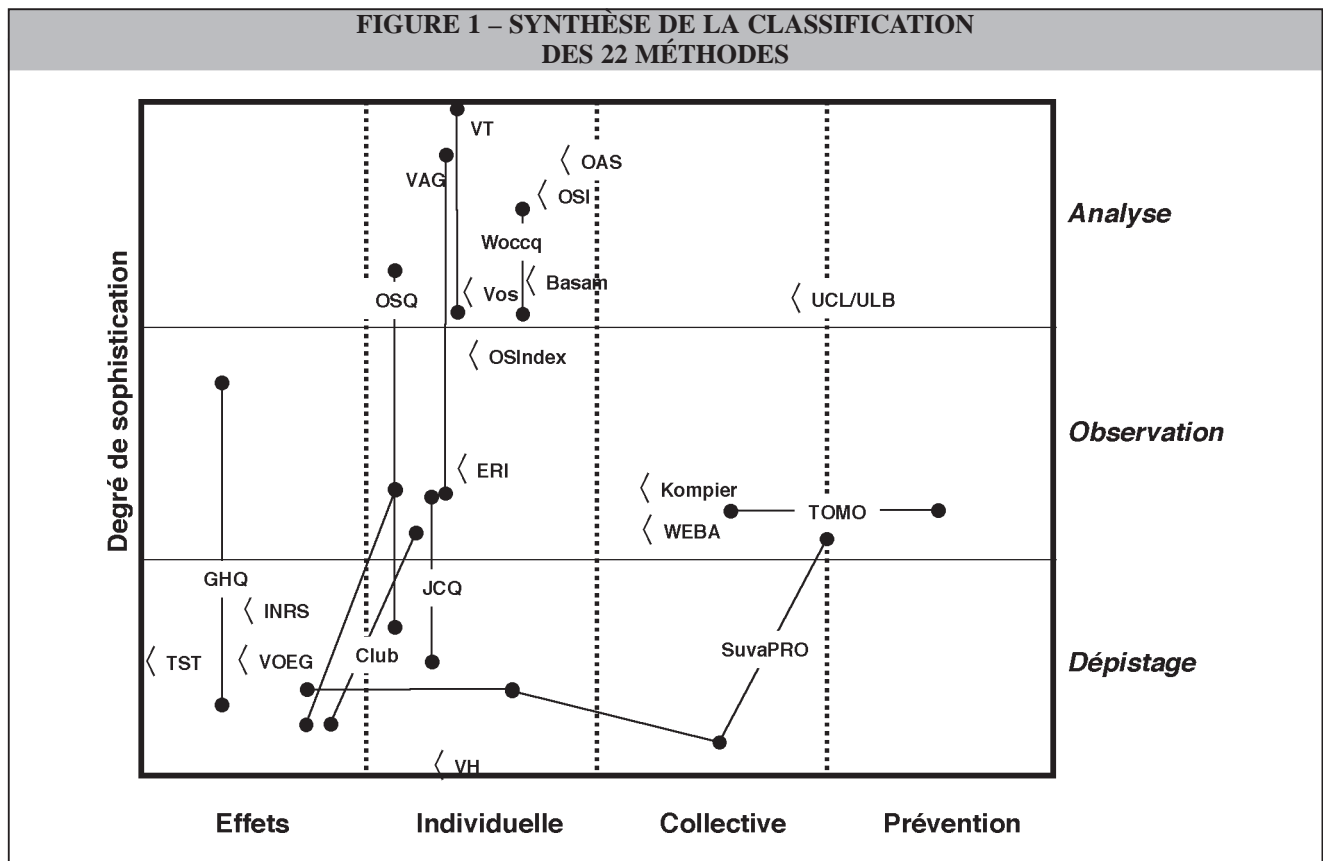 FIGURE 1 – SYNTHÈSE DE LA CLASSIFICATION
DES 22 MÉTHODES
Degré de sophistication
VT
VAG
OAS
OSI
Woccq
Basam
Vos
OSQ
UCL/ULB
Analyse
OSIndex
Observation
ERI
Kompier
TOMO
WEBA
GHQ
JCQ
INRS
TST
VOEG
Club
SuvaPRO
Dépistage
VH
Effets
Individuelle
Collective
Prévention